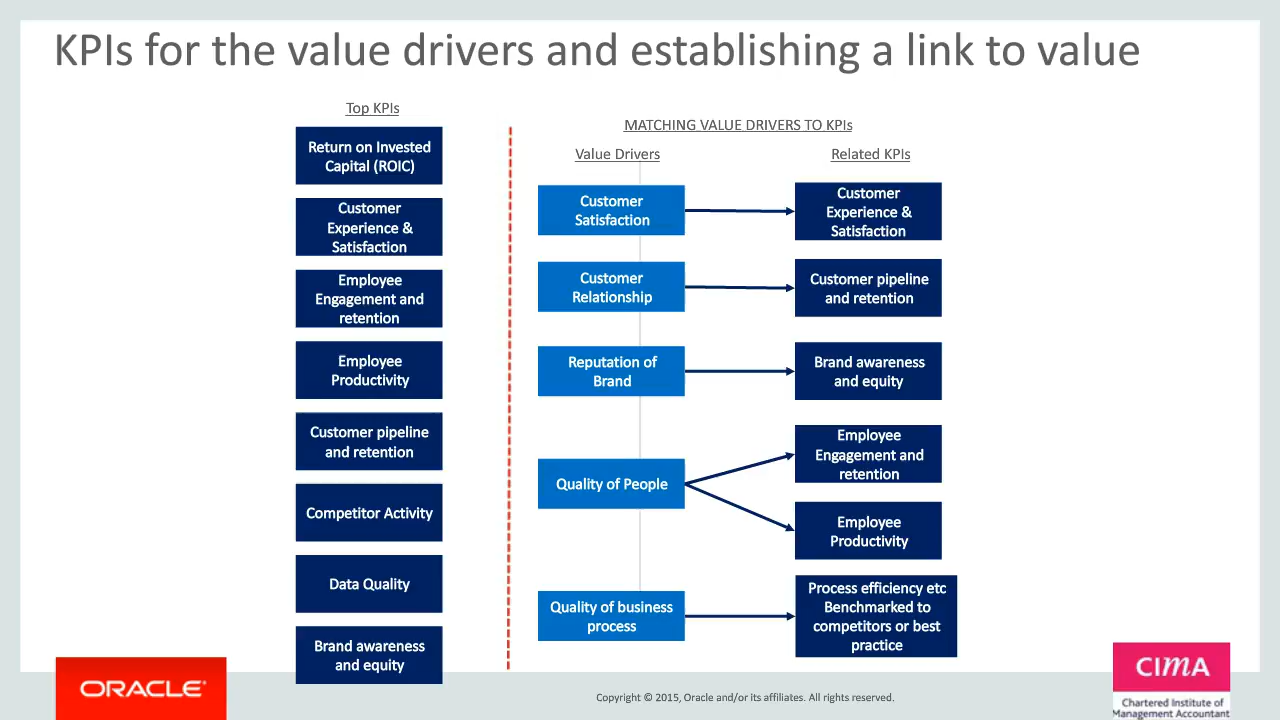 KPIs for the value drivers and establishing a link to value
Top KPIs
Return on Invested
Capital (ROIC)
Customer
Experience &
Satisfaction
Employee
Engagement and
retention
Employee
Productivity
Customer pipeline
and retention
Competitor Activity
Data Quality
Brand awareness
and equity
MATCHING VALUE DRIVERS TO KPIs
Value Drivers
Related KPIs
Customer
Satisfaction
Customer
Experience &
Satisfaction
Customer
Relationship
Customer pipeline
and retention
Reputation of
Brand
Brand awareness
and equity
Quality of People
Employee
Engagement and
retention
Employee
Productivity
Quality of business
process
Process efficiency etc
Benchmarked to
competitors or best
practice
ORACLE®
Copyright © 2015, Oracle and/or its affiliates. All rights reserved.
CIMA
Chartered Institute of
Management Accountant